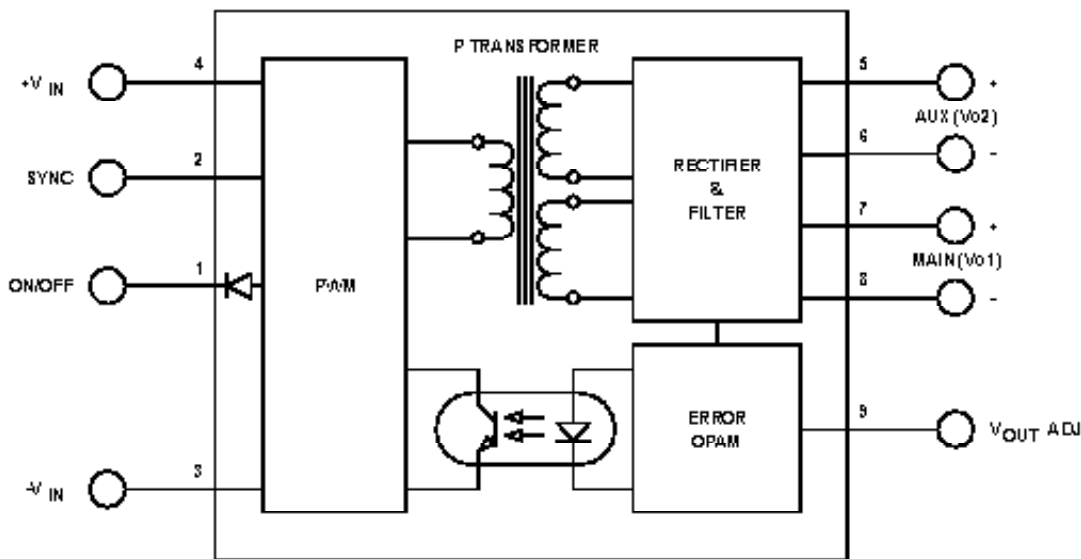 P TRANSFORMER
+V IN
4
SYNC
2
ON/OFF
1
-V IN
3
PWM
RECTIFIER
&
FILTER
ERROR
OPAM
5
+
AUX (Vo2)
6
-
7
+
MAIN (Vo1)
8
-
9
VOUT ADJ